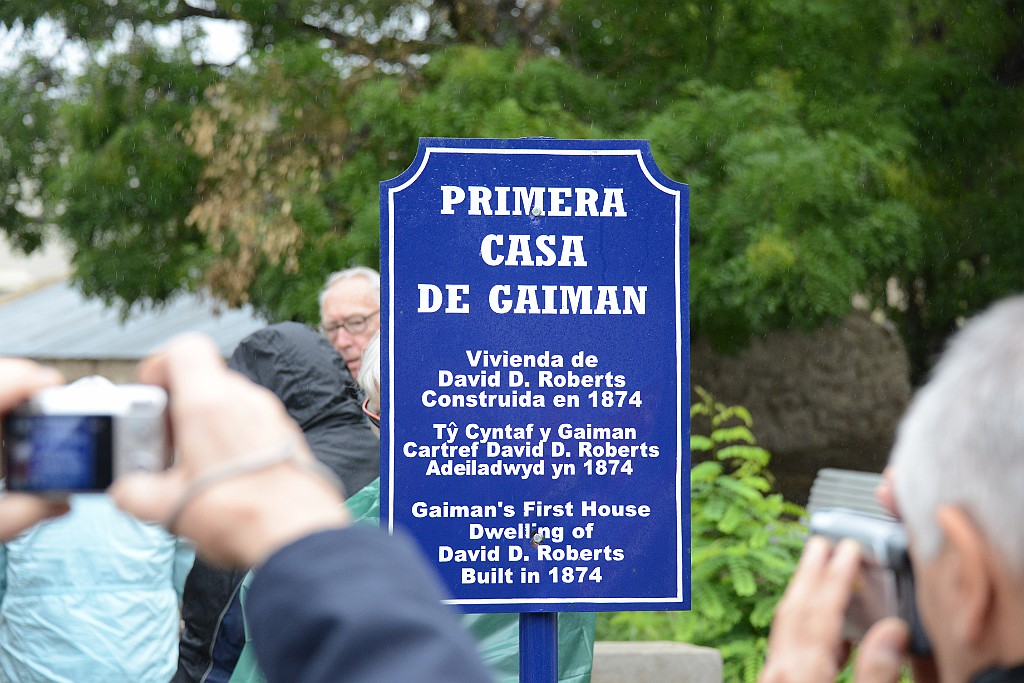 PRIMERA
CASA
DE GAIMAN
Vivienda de
David D. Roberts
Construida en 1874
Tŷ Cyntaf y Gaiman
Cartref David D. Roberts
Adeiladwyd yn 1874
Gaiman's First House
Dwelling of
David D. Roberts
Built in 1874